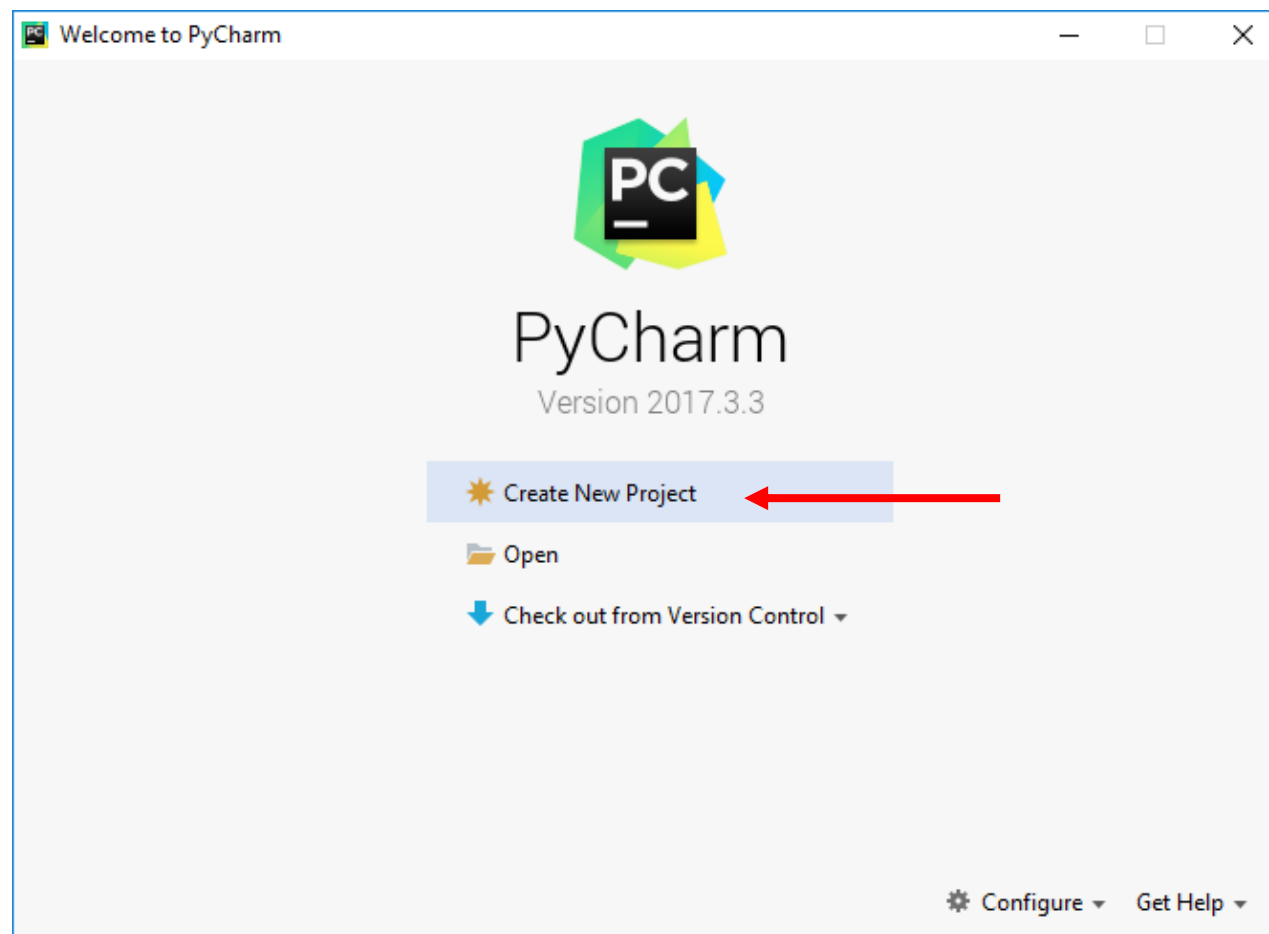 Welcome to PyCharm
PC
PyCharm
Version 2017.3.3
Create New Project
Open
Check out from Version Control
Configure
Get Help